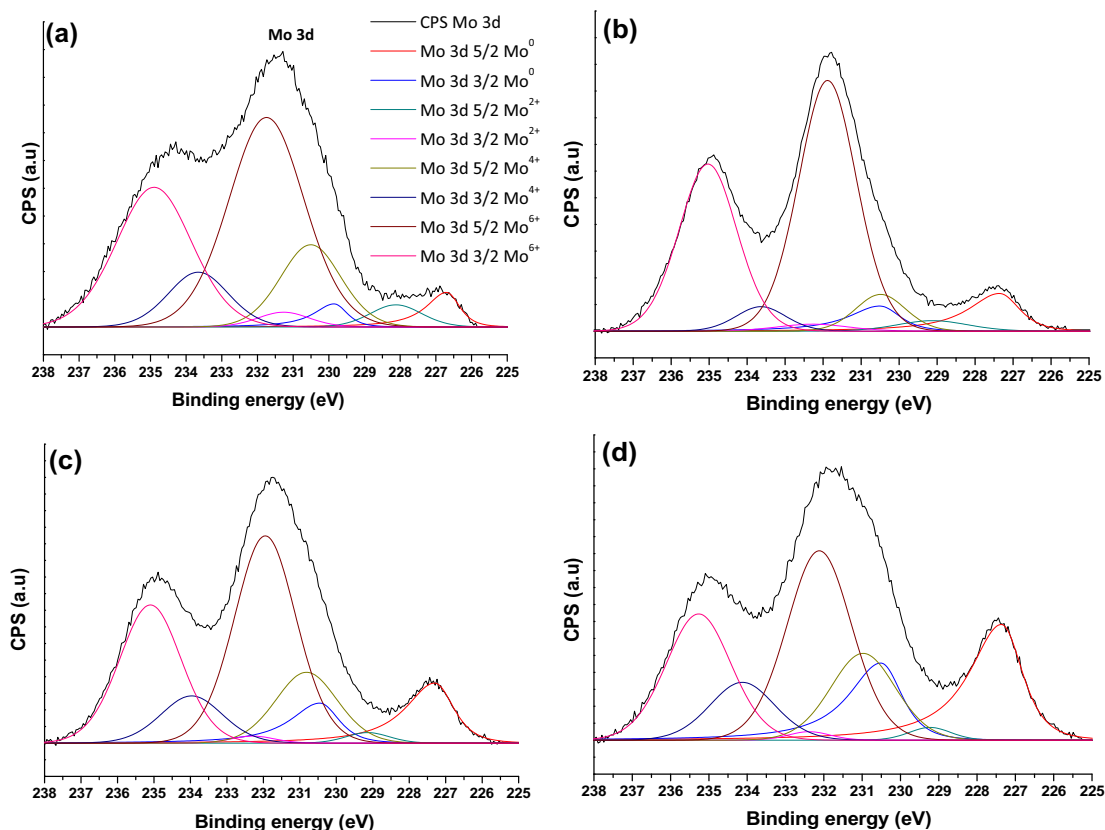 (a)
Mo 3d
CPS Mo 3d
Mo 3d 5/2 Mo⁰
Mo 3d 3/2 Mo⁰
Mo 3d 5/2 Mo²⁺
Mo 3d 3/2 Mo²⁺
Mo 3d 5/2 Mo⁴⁺
Mo 3d 3/2 Mo⁴⁺
Mo 3d 5/2 Mo⁶⁺
Mo 3d 3/2 Mo⁶⁺
CPS (a.u)
238 237 236 235 234 233 232 231 230 229 228 227 226 225
Binding energy (eV)
(b)
CPS (a.u)
238 237 236 235 234 233 232 231 230 229 228 227 226 225
Binding energy (eV)
(c)
CPS (a.u)
238 237 236 235 234 233 232 231 230 229 228 227 226 225
Binding energy (eV)
(d)
CPS (a.u)
238 237 236 235 234 233 232 231 230 229 228 227 226 225
Binding energy (eV)